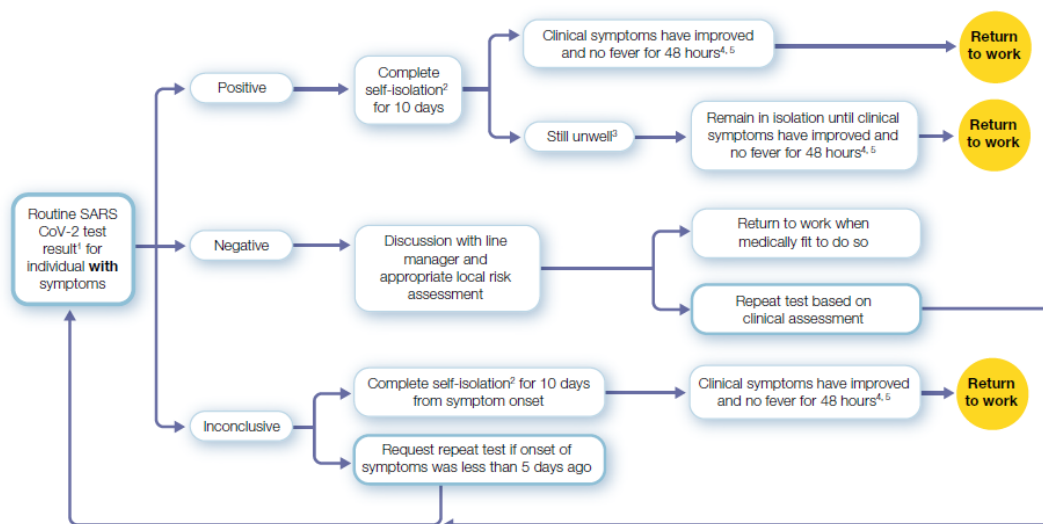 Clinical symptoms have improved
and no fever for 48 hours4, 5
Return
to work
Positive
Complete
self-isolation2
for 10 days
Still unwell3
Remain in isolation until clinical
symptoms have improved and
no fever for 48 hours4, 5
Return
to work
Routine SARS
CoV-2 test
result1 for
individual with
symptoms
Negative
Discussion with line
manager and
appropriate local risk
assessment
Return to work when
medically fit to do so
Repeat test based on
clinical assessment
Inconclusive
Complete self-isolation2 for 10 days
from symptom onset
Clinical symptoms have improved
and no fever for 48 hours4, 5
Return
to work
Request repeat test if onset of
symptoms was less than 5 days ago